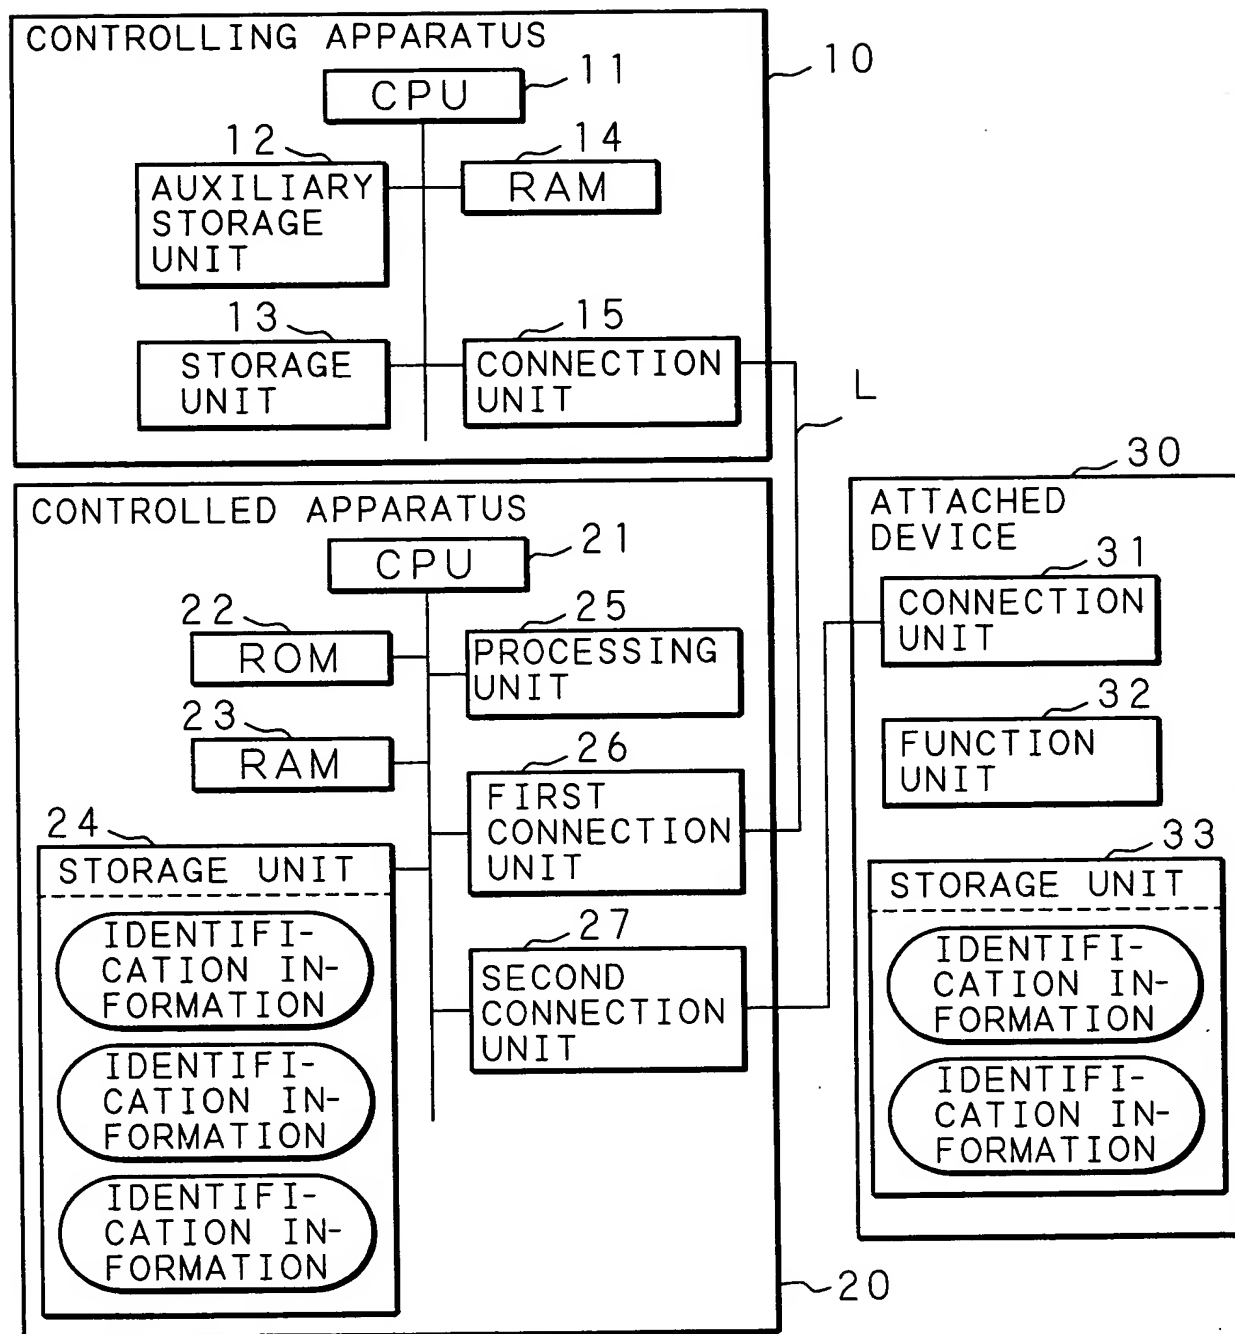 CONTROLLING APPARATUS
10
11
CPU
12
14
AUXILIARY
STORAGE
UNIT
RAM
13
15
STORAGE
UNIT
CONNECTION
UNIT
L
CONTROLLED APPARATUS
21
CPU
22
25
ROM
PROCESSING
UNIT
23
26
RAM
FIRST
CONNECTION
UNIT
24
STORAGE UNIT
IDENTIFI-
CATION IN-
FORMATION
IDENTIFI-
CATION IN-
FORMATION
IDENTIFI-
CATION IN-
FORMATION
27
SECOND
CONNECTION
UNIT
20
30
ATTACHED
DEVICE
31
CONNECTION
UNIT
32
FUNCTION
UNIT
33
STORAGE UNIT
IDENTIFI-
CATION IN-
FORMATION
IDENTIFI-
CATION IN-
FORMATION